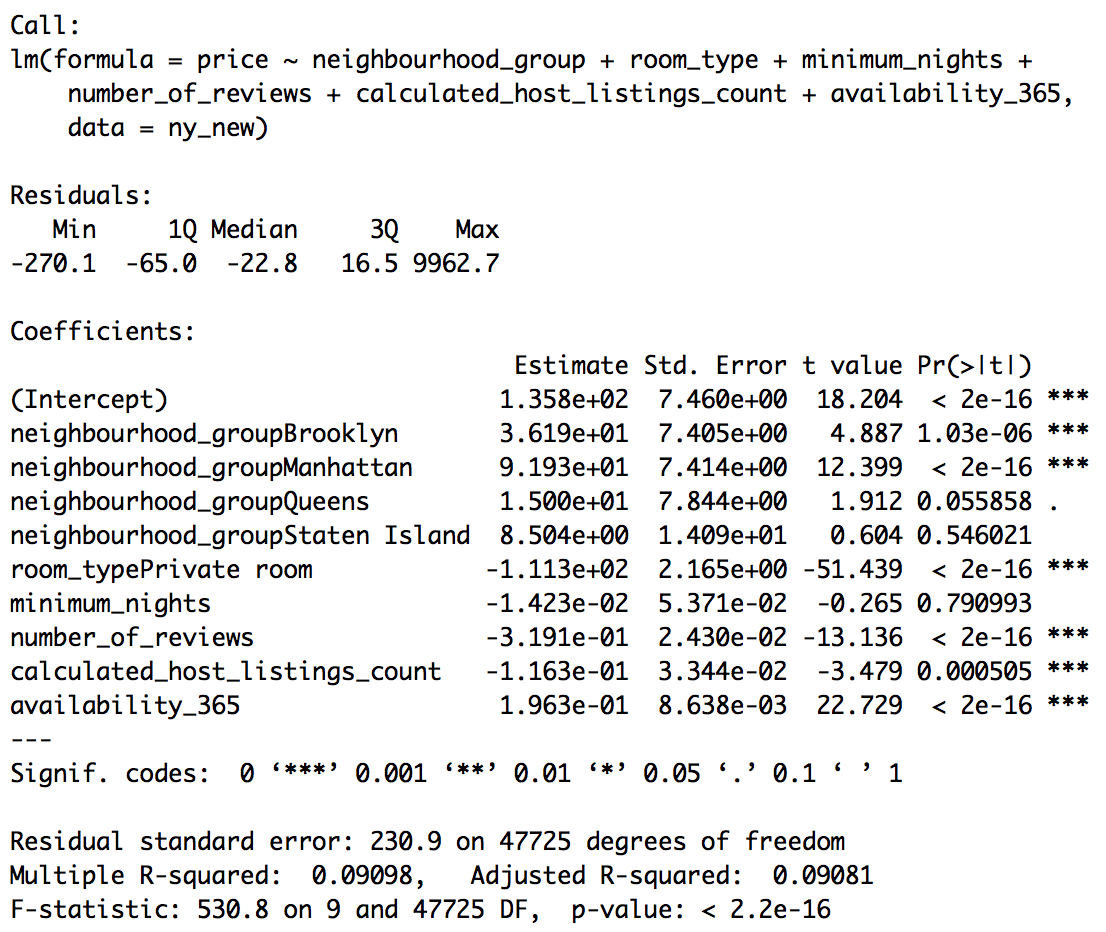 Call:
lm(formula = price ~ neighbourhood_group + room_type + minimum_nights +
    number_of_reviews + calculated_host_listings_count + availability_365,
    data = ny_new)

Residuals:
   Min     1Q Median     3Q    Max
-270.1  -65.0  -22.8   16.5 9962.7

Coefficients:
                                  Estimate Std. Error t value Pr(>|t|)
(Intercept)                      1.358e+02  7.460e+00  18.204  < 2e-16 ***
neighbourhood_groupBrooklyn      3.619e+01  7.405e+00   4.887 1.03e-06 ***
neighbourhood_groupManhattan     9.193e+01  7.414e+00  12.399  < 2e-16 ***
neighbourhood_groupQueens        1.500e+01  7.844e+00   1.912 0.055858 .
neighbourhood_groupStaten Island  8.504e+00  1.409e+01   0.604 0.546021
room_typePrivate room           -1.113e+02  2.165e+00 -51.439  < 2e-16 ***
minimum_nights                  -1.423e-02  5.371e-02  -0.265 0.790993
number_of_reviews               -3.191e-01  2.430e-02 -13.136  < 2e-16 ***
calculated_host_listings_count  -1.163e-01  3.344e-02  -3.479 0.000505 ***
availability_365                 1.963e-01  8.638e-03  22.729  < 2e-16 ***
---
Signif. codes:  0 ‘***’ 0.001 ‘**’ 0.01 ‘*’ 0.05 ‘.’ 0.1 ‘ ’ 1

Residual standard error: 230.9 on 47725 degrees of freedom
Multiple R-squared:  0.09098,   Adjusted R-squared:  0.09081
F-statistic: 530.8 on 9 and 47725 DF,  p-value: < 2.2e-16